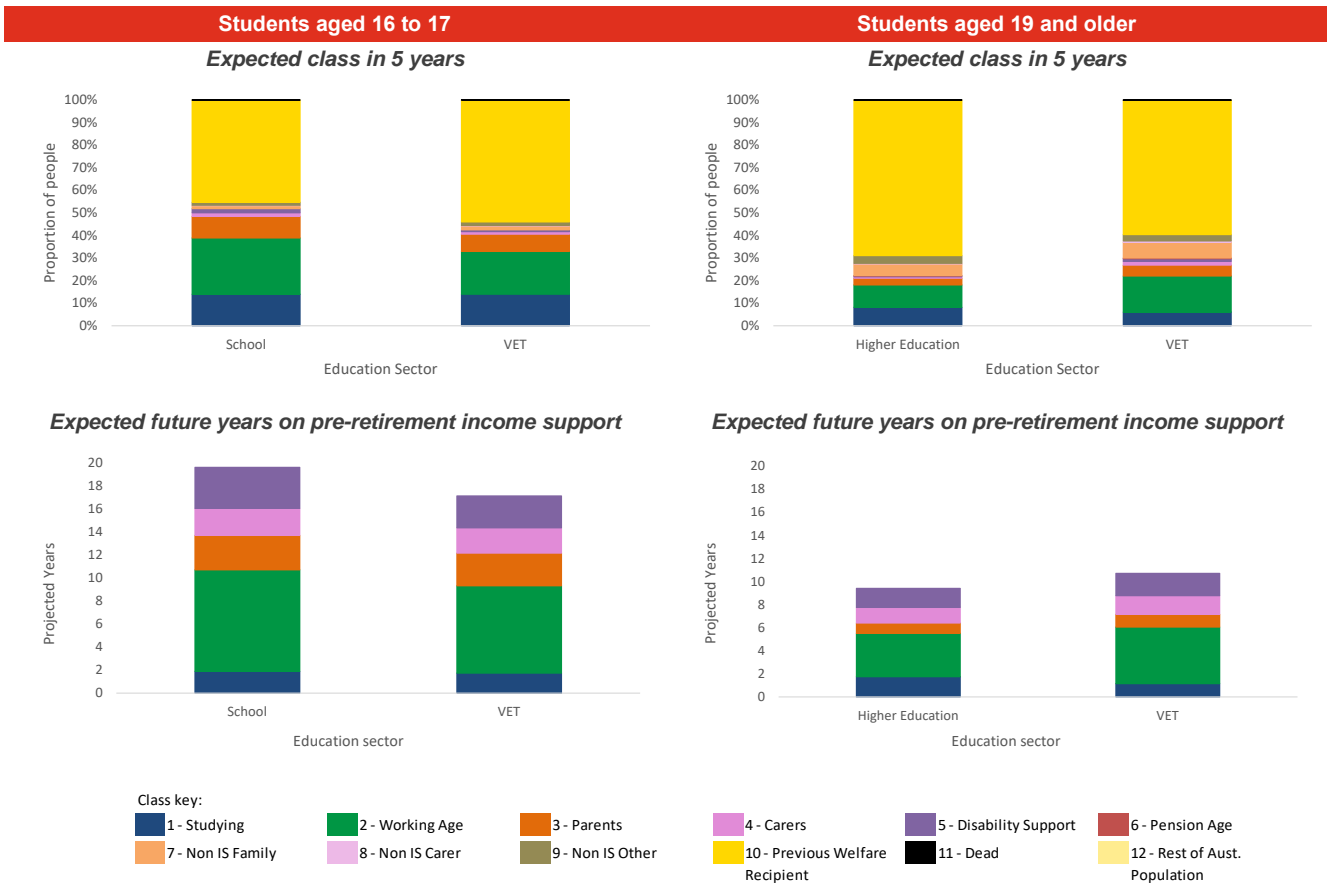 Students aged 16 to 17
Students aged 19 and older
Expected class in 5 years
Expected class in 5 years
Proportion of people
100%
90%
80%
70%
60%
50%
40%
30%
20%
10%
0%
School
VET
Education Sector
Proportion of people
100%
90%
80%
70%
60%
50%
40%
30%
20%
10%
0%
Higher Education
VET
Education Sector
Expected future years on pre-retirement income support
Expected future years on pre-retirement income support
Projected Years
20
18
16
14
12
10
8
6
4
2
0
School
VET
Education sector
Projected Years
20
18
16
14
12
10
8
6
4
2
0
Higher Education
VET
Education sector
Class key:
1 - Studying
2 - Working Age
3 - Parents
4 - Carers
5 - Disability Support
6 - Pension Age
7 - Non IS Family
8 - Non IS Carer
9 - Non IS Other
10 - Previous Welfare
Recipient
11 - Dead
12 - Rest of Aust.
Population